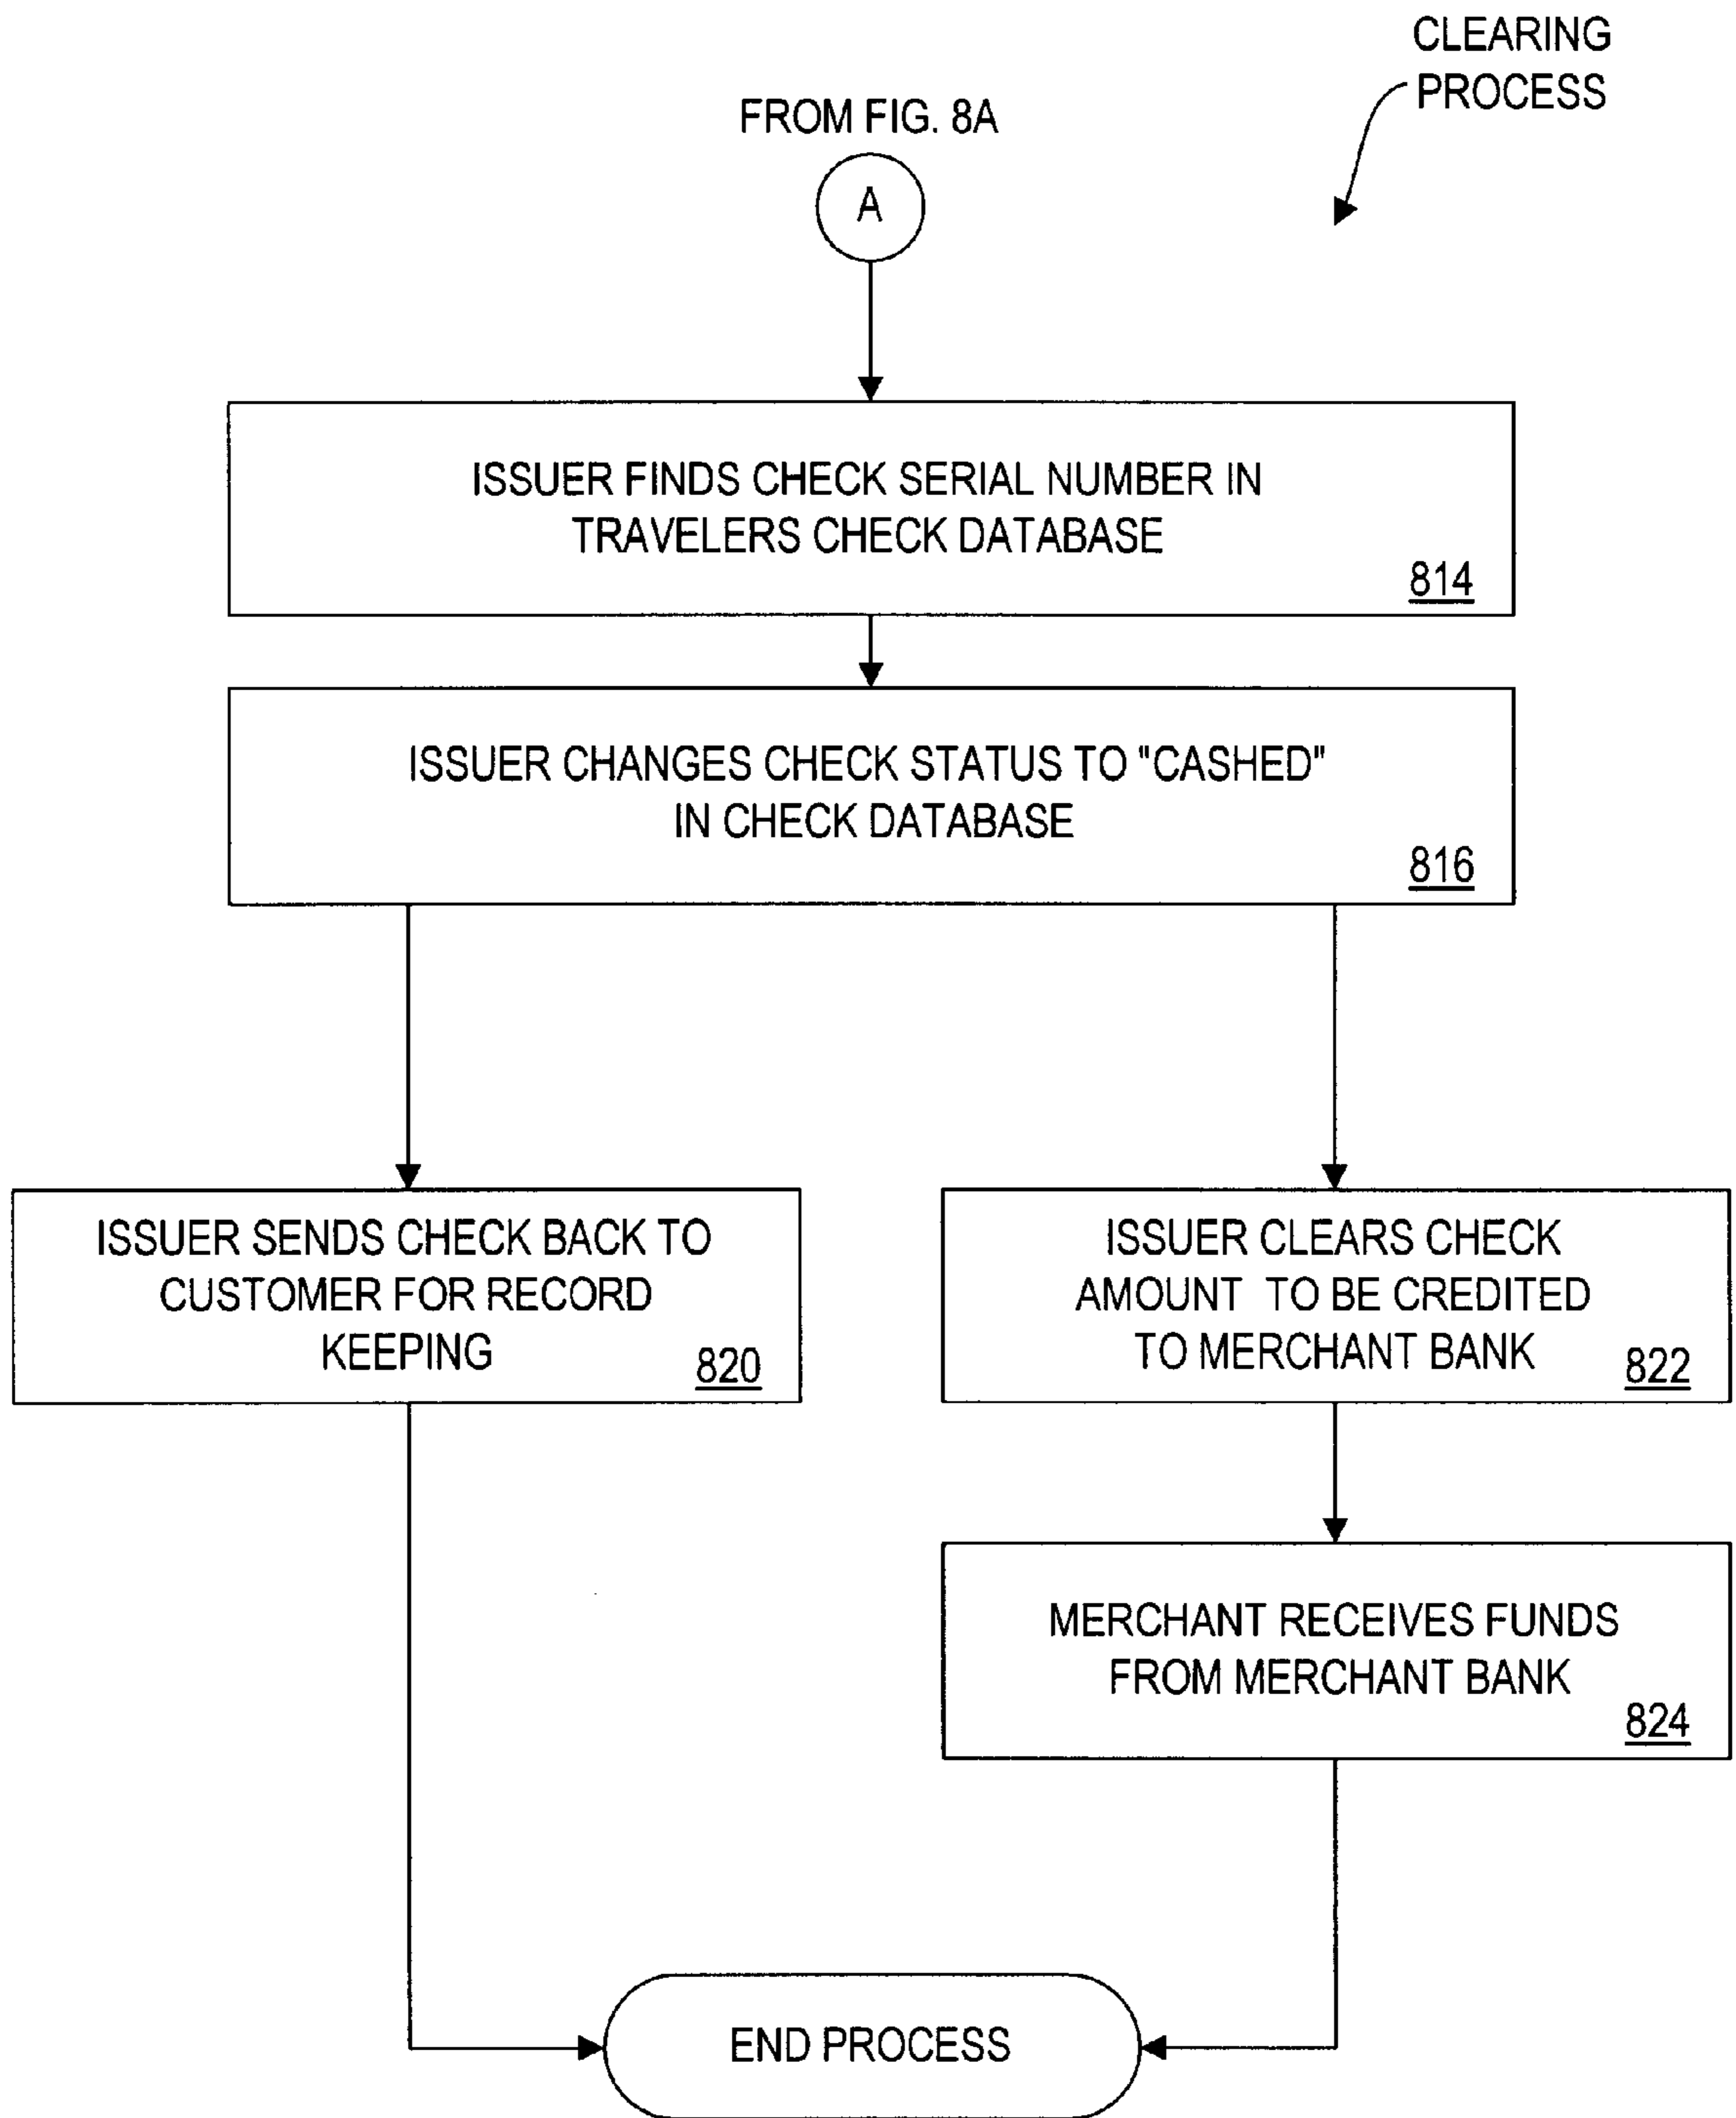 CLEARING
PROCESS
FROM FIG. 8A
A
ISSUER FINDS CHECK SERIAL NUMBER IN
TRAVELERS CHECK DATABASE
814
ISSUER CHANGES CHECK STATUS TO "CASHED"
IN CHECK DATABASE
816
ISSUER SENDS CHECK BACK TO
CUSTOMER FOR RECORD
KEEPING
820
ISSUER CLEARS CHECK
AMOUNT TO BE CREDITED
TO MERCHANT BANK
822
MERCHANT RECEIVES FUNDS
FROM MERCHANT BANK
824
END PROCESS